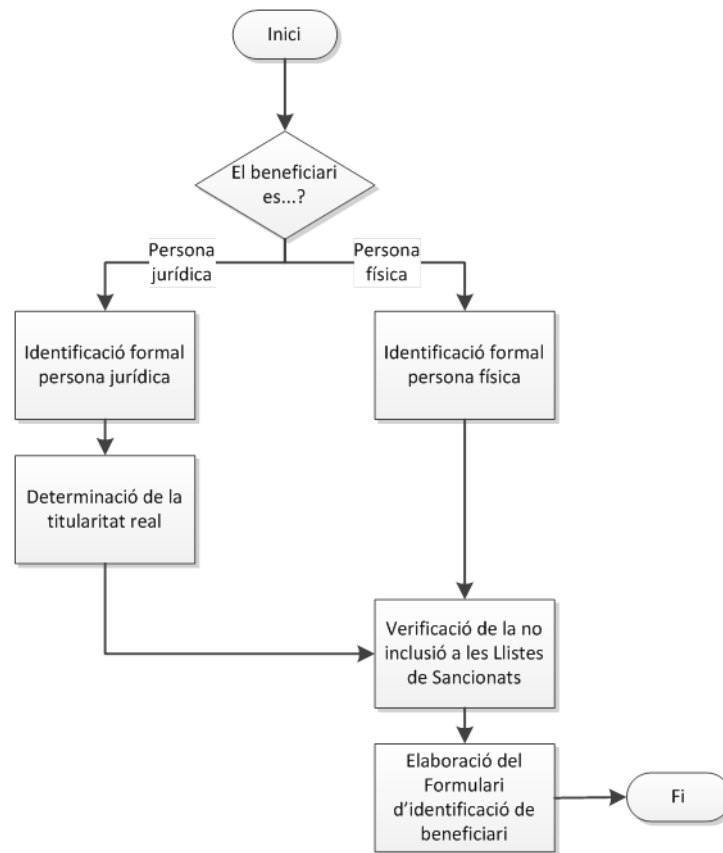 Inici
El beneficiari
es...?
Persona
jurídica
Persona
física
Identificació formal
persona jurídica
Identificació formal
persona física
Determinació de la
titularitat real
Verificació de la no
inclusió a les Llistes
de Sancionats
Elaboració del
Formulari
d’identificació de
beneficiari
Fi